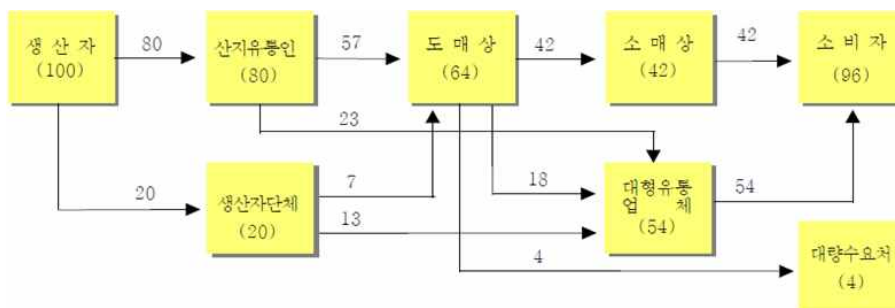 생 산 자
(100)
80
산지유통인
(80)
57
도 매 상
(64)
42
소 매 상
(42)
42
소 비 자
(96)
23
20
생산자단체
(20)
7
13
18
대형유통
업 체
(54)
54
4
대량수요처
(4)